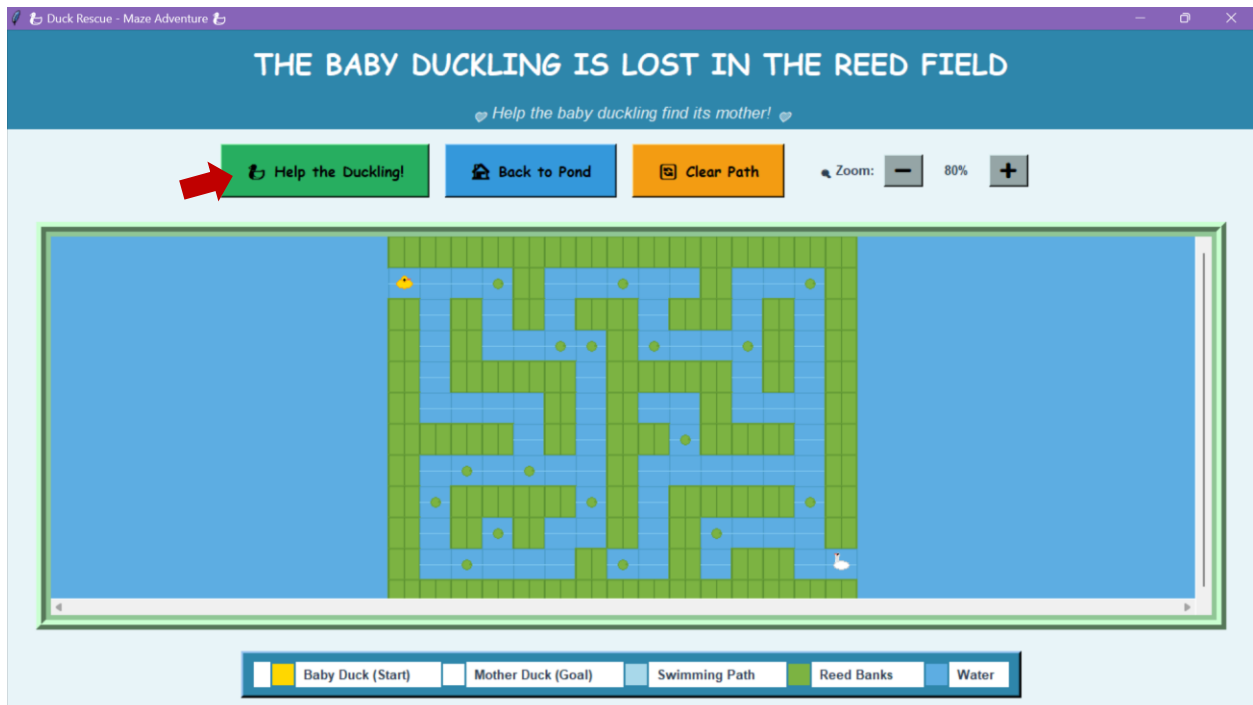 Duck Rescue - Maze Adventure
THE BABY DUCKLING IS LOST IN THE REED FIELD
Help the baby duckling find its mother!
Help the Duckling! Back to Pond Clear Path Zoom: 80%
Baby Duck (Start) Mother Duck (Goal) Swimming Path Reed Banks Water